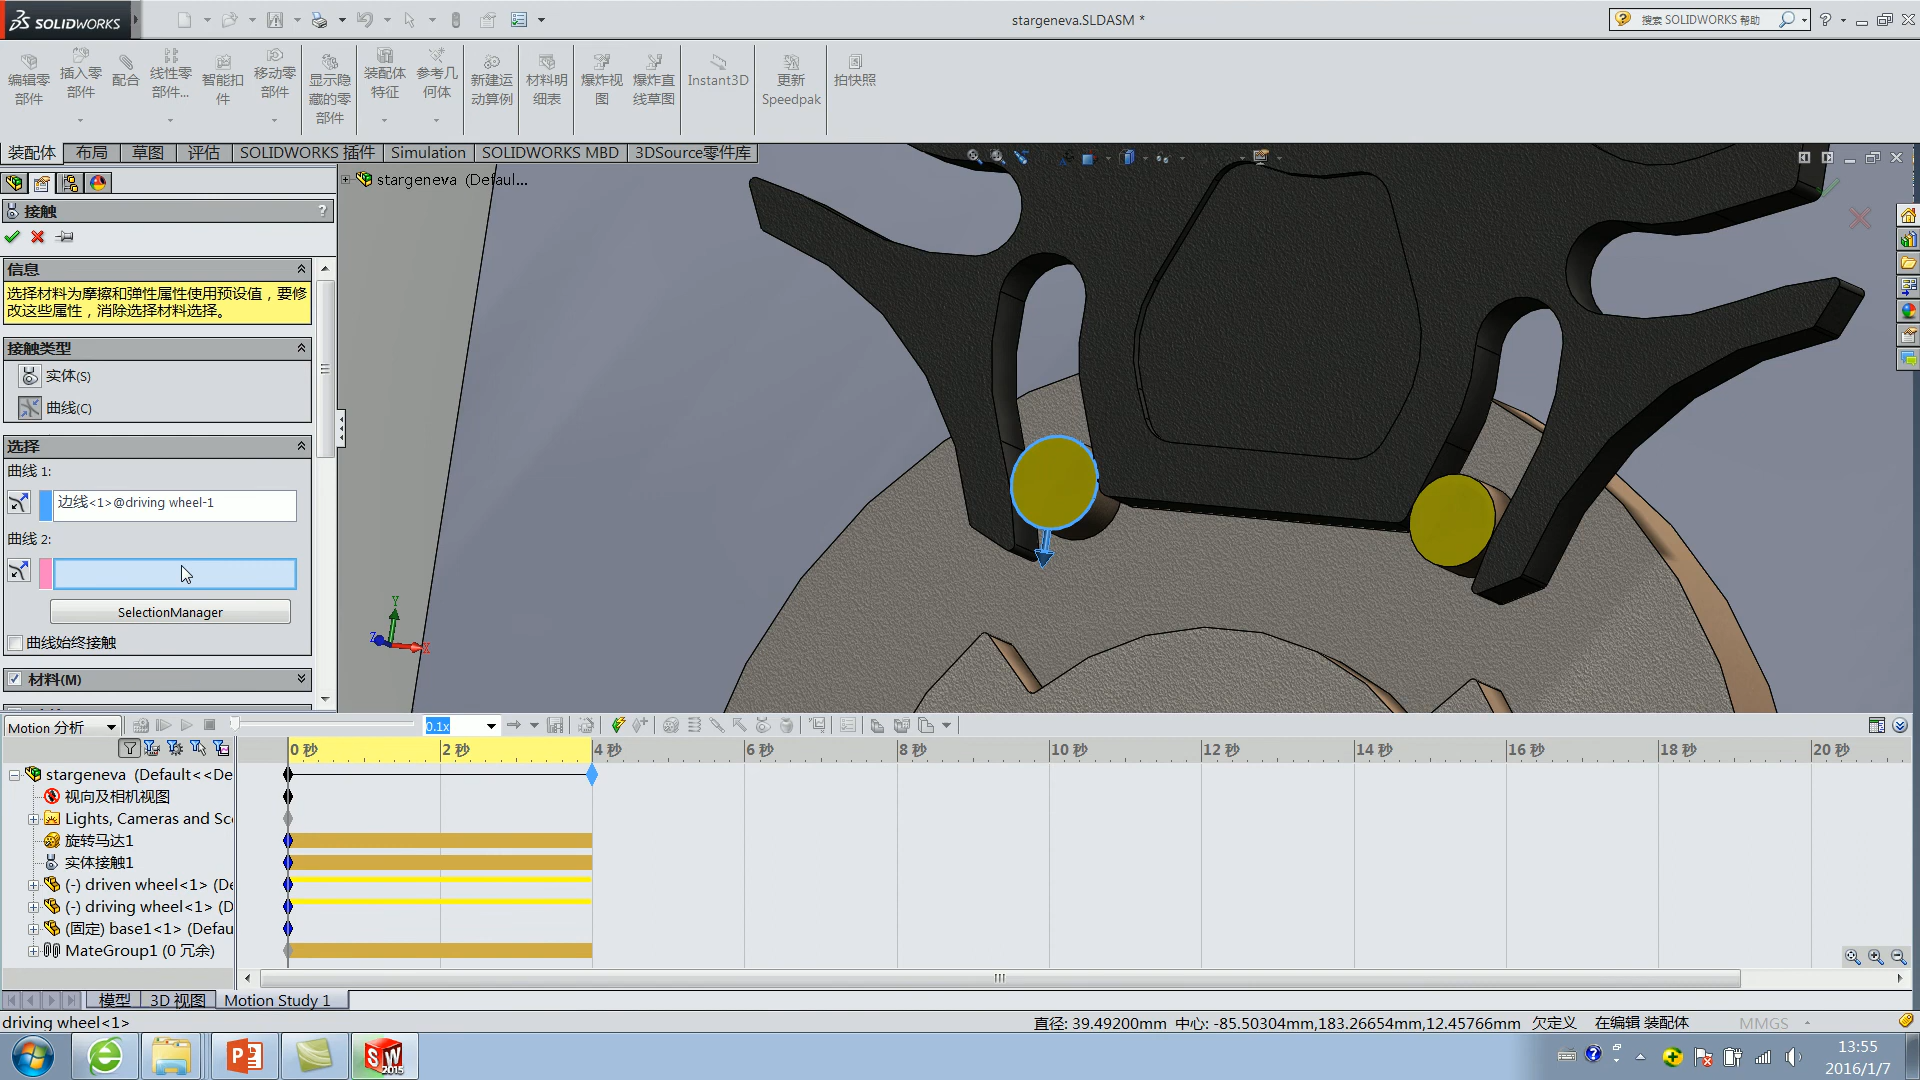 SOLIDWORKS
stargeneva.SLDASM *
搜索 SOLIDWORKS 帮助
编辑零部件
插入零部件
配合
线性零部件...
智能扣件
移动零部件
显示隐藏的零部件
装配体特征
参考几何体
新建运动算例
材料明细表
爆炸视图
爆炸直线草图
Instant3D
更新 Speedpak
拍快照
装配体 布局 草图 评估 SOLIDWORKS 插件 Simulation SOLIDWORKS MBD 3DSource零件库
stargeneva (Defaul...
接触 ?
信息
选择材料为摩擦和弹性属性使用预设值，要修
改这些属性，消除选择材料选择。
接触类型
实体(S)
曲线(C)
选择
曲线 1:
边线<1>@driving wheel-1
曲线 2:
SelectionManager
曲线始终接触
材料(M)
Y
Z
X
Motion 分析 0.1x
0 秒 2 秒 4 秒 6 秒 8 秒 10 秒 12 秒 14 秒 16 秒 18 秒 20 秒
stargeneva (Default<<De
视向及相机视图
Lights, Cameras and Sc
旋转马达1
实体接触1
(-) driven wheel<1> (De
(-) driving wheel<1> (D
(固定) base1<1> (Defau
MateGroup1 (0 冗余)
模型 3D 视图 Motion Study 1
driving wheel<1>
直径: 39.49200mm 中心: -85.50304mm,183.26654mm,12.45766mm 欠定义 在编辑 装配体 MMGS
SW 2015
13:55
2016/1/7